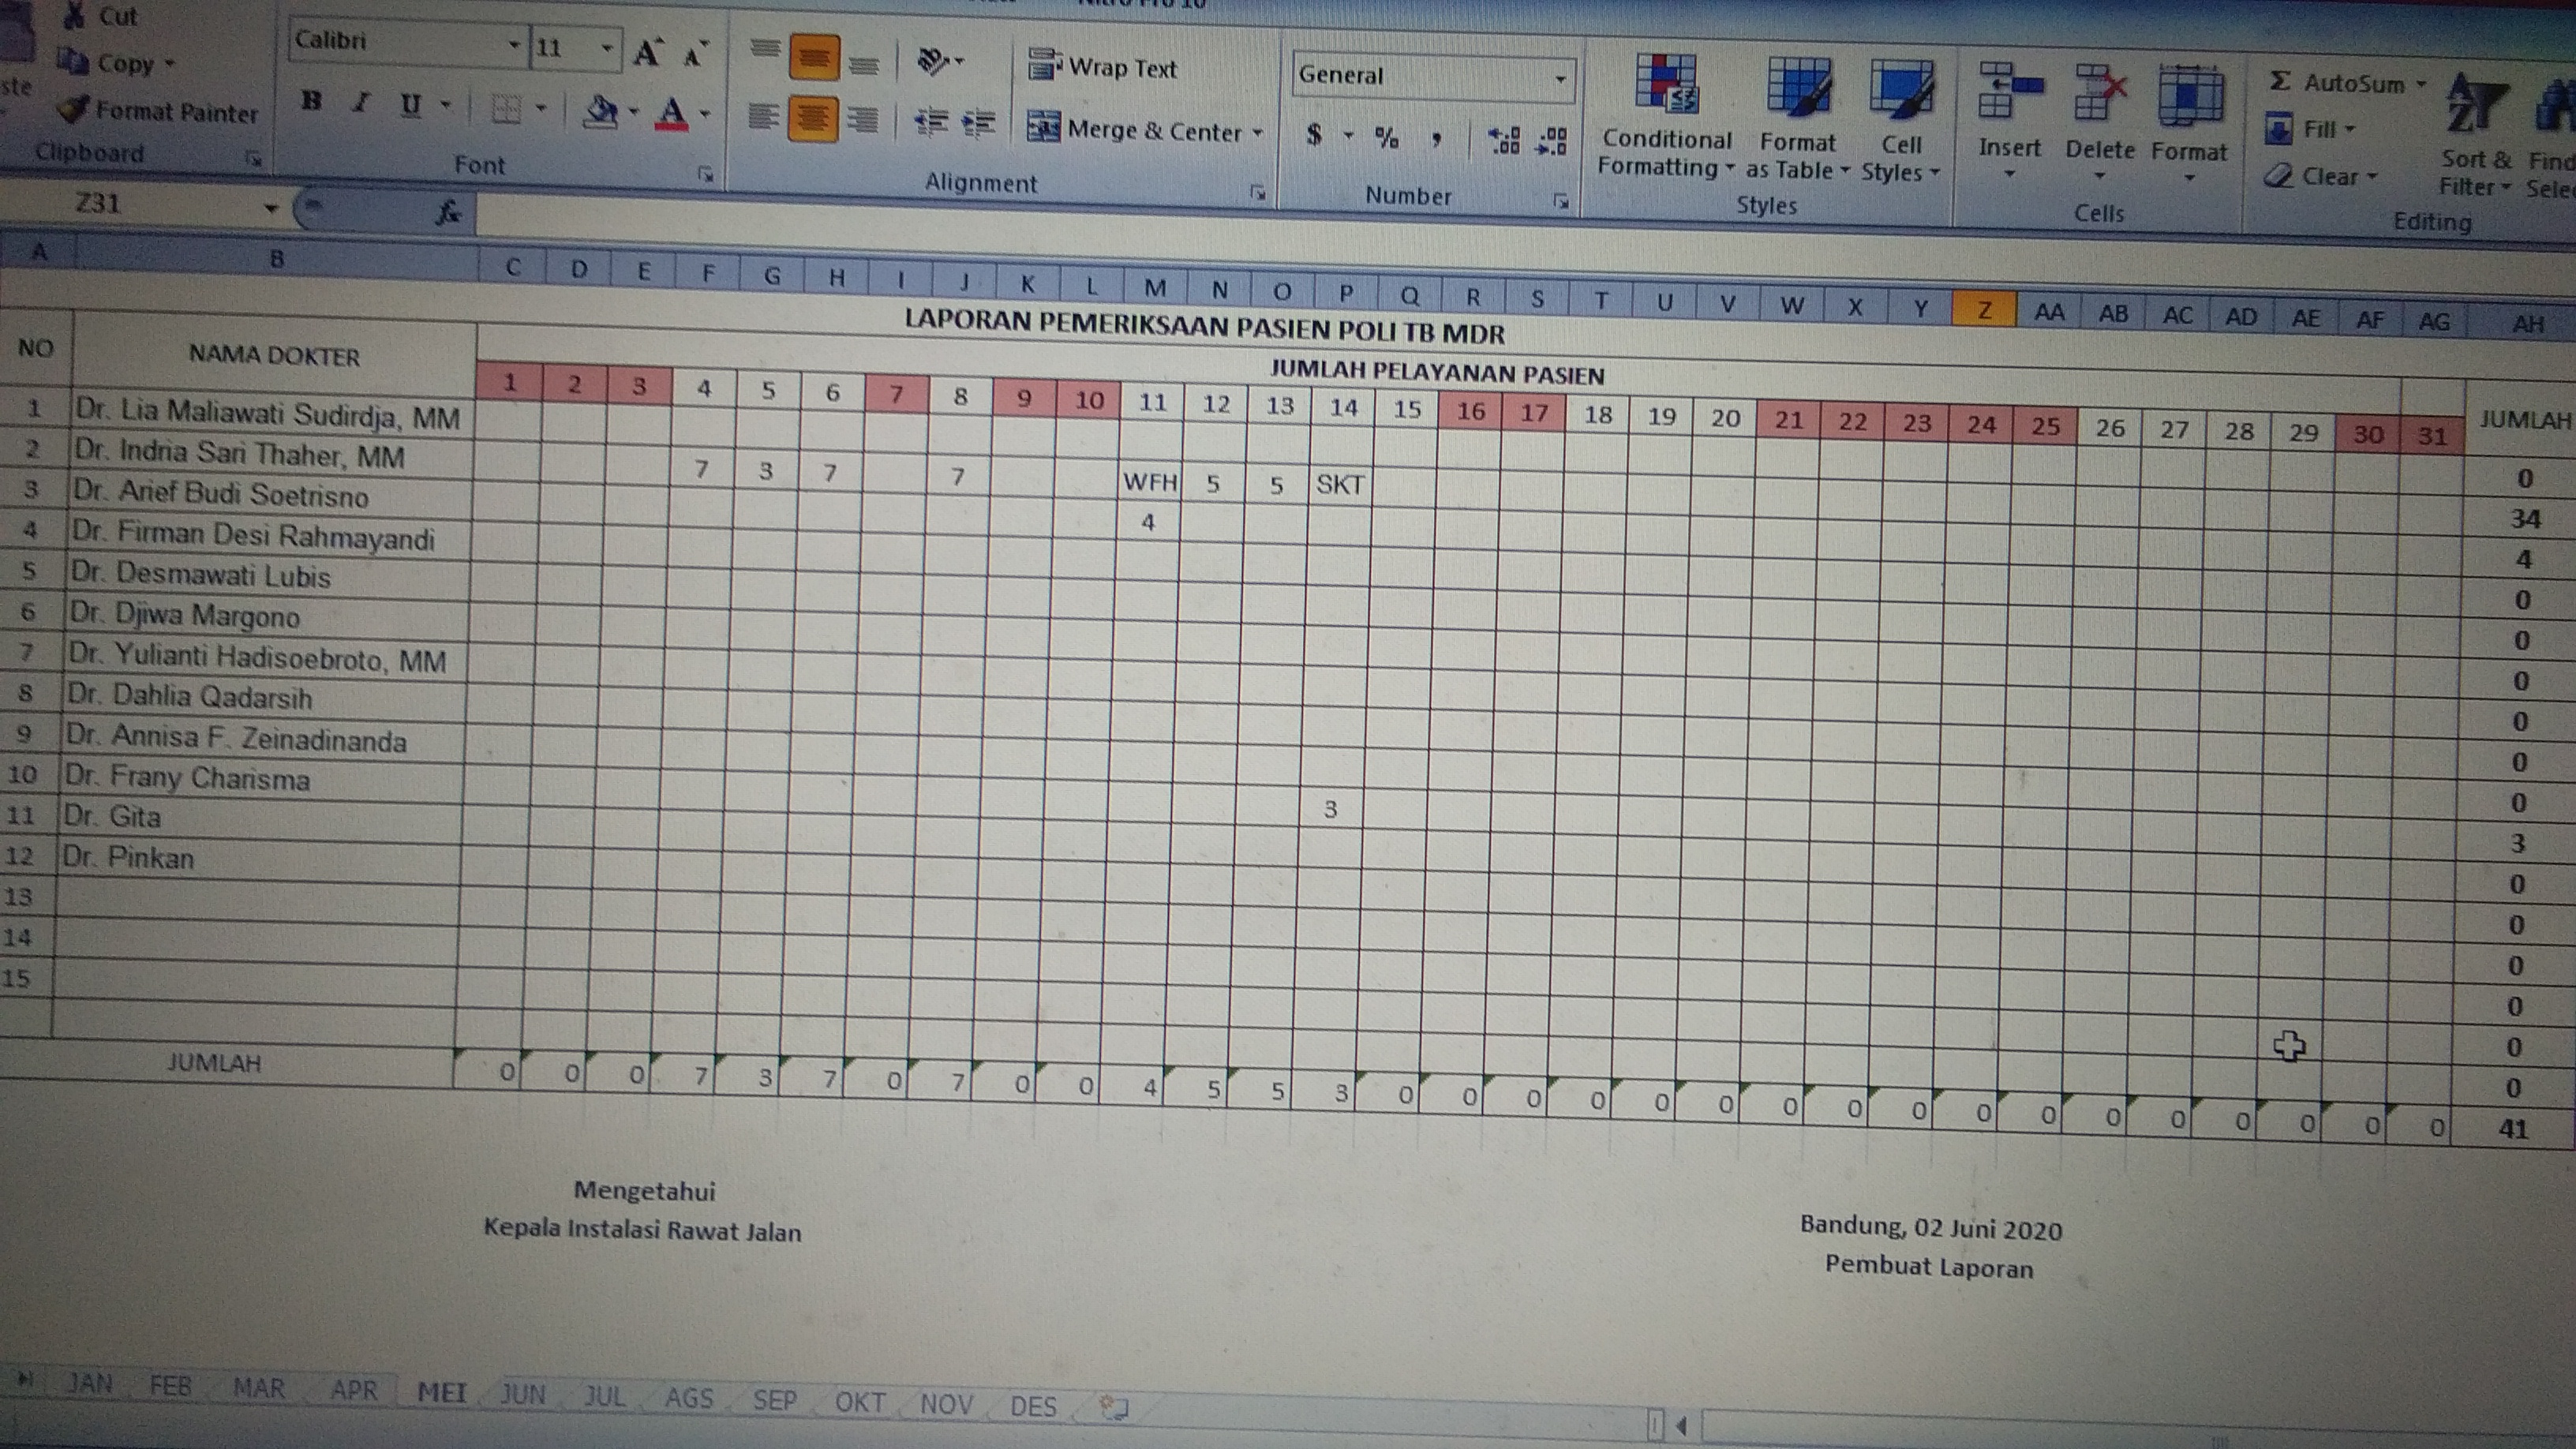 Cut
Copy
Format Painter
Clipboard
Calibri 11 A A
B I U A
Font
Wrap Text
Merge & Center
Alignment
General
$ % ,
Number
Conditional Formatting
Format as Table
Cell Styles
Styles
Insert Delete Format
Cells
Σ AutoSum
Fill
Clear
Sort & Filter
Find
Editing
Z31 fx
A B C D E F G H I J K L M N O P Q R S T U V W X Y Z AA AB AC AD AE AF AG AH
LAPORAN PEMERIKSAAN PASIEN POLI TB MDR
NO NAMA DOKTER JUMLAH PELAYANAN PASIEN JUMLAH
1 2 3 4 5 6 7 8 9 10 11 12 13 14 15 16 17 18 19 20 21 22 23 24 25 26 27 28 29 30 31
1 Dr. Lia Maliawati Sudirdja, MM 0
2 Dr. Indria Sari Thaher, MM 7 3 7 7 WFH 5 5 SKT 34
3 Dr. Arief Budi Soetrisno 4 4
4 Dr. Firman Desi Rahmayandi 0
5 Dr. Desmawati Lubis 0
6 Dr. Djiwa Margono 0
7 Dr. Yulianti Hadisoebroto, MM 0
8 Dr. Dahlia Qadarsih 0
9 Dr. Annisa F. Zeinadinanda 0
10 Dr. Frany Charisma 3 3
11 Dr. Gita 0
12 Dr. Pinkan 0
13 0
14 0
15 0
0
JUMLAH 0 0 0 7 3 7 0 7 0 0 4 5 5 3 0 0 0 0 0 0 0 0 0 0 0 0 0 0 0 0 0 41
Mengetahui
Kepala Instalasi Rawat Jalan
Bandung, 02 Juni 2020
Pembuat Laporan
JAN FEB MAR APR MEI JUN JUL AGS SEP OKT NOV DES